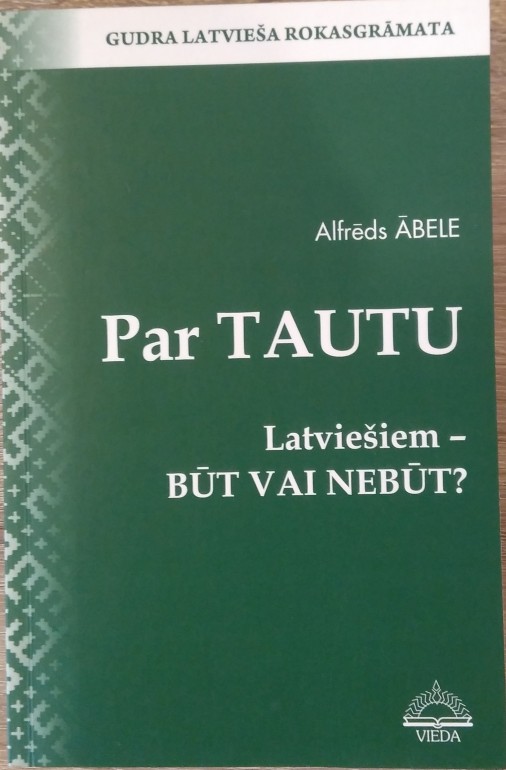 GUDRA LATVIEŠA ROKASGRĀMATA
Alfrēds ĀBELE
Par TAUTU
Latviešiem –
BŪT VAI NEBŪT?
VIEDA